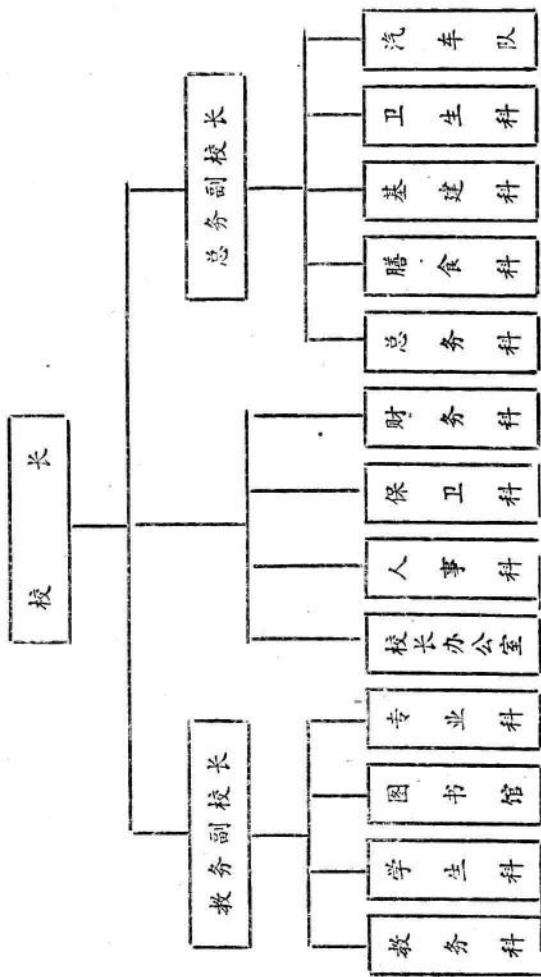 校长
教务副校长
总务副校长
教务科
学生科
图书馆
专业科
校长办公室
人事科
保卫科
财务科
总务科
膳食科
基建科
卫生科
汽车队